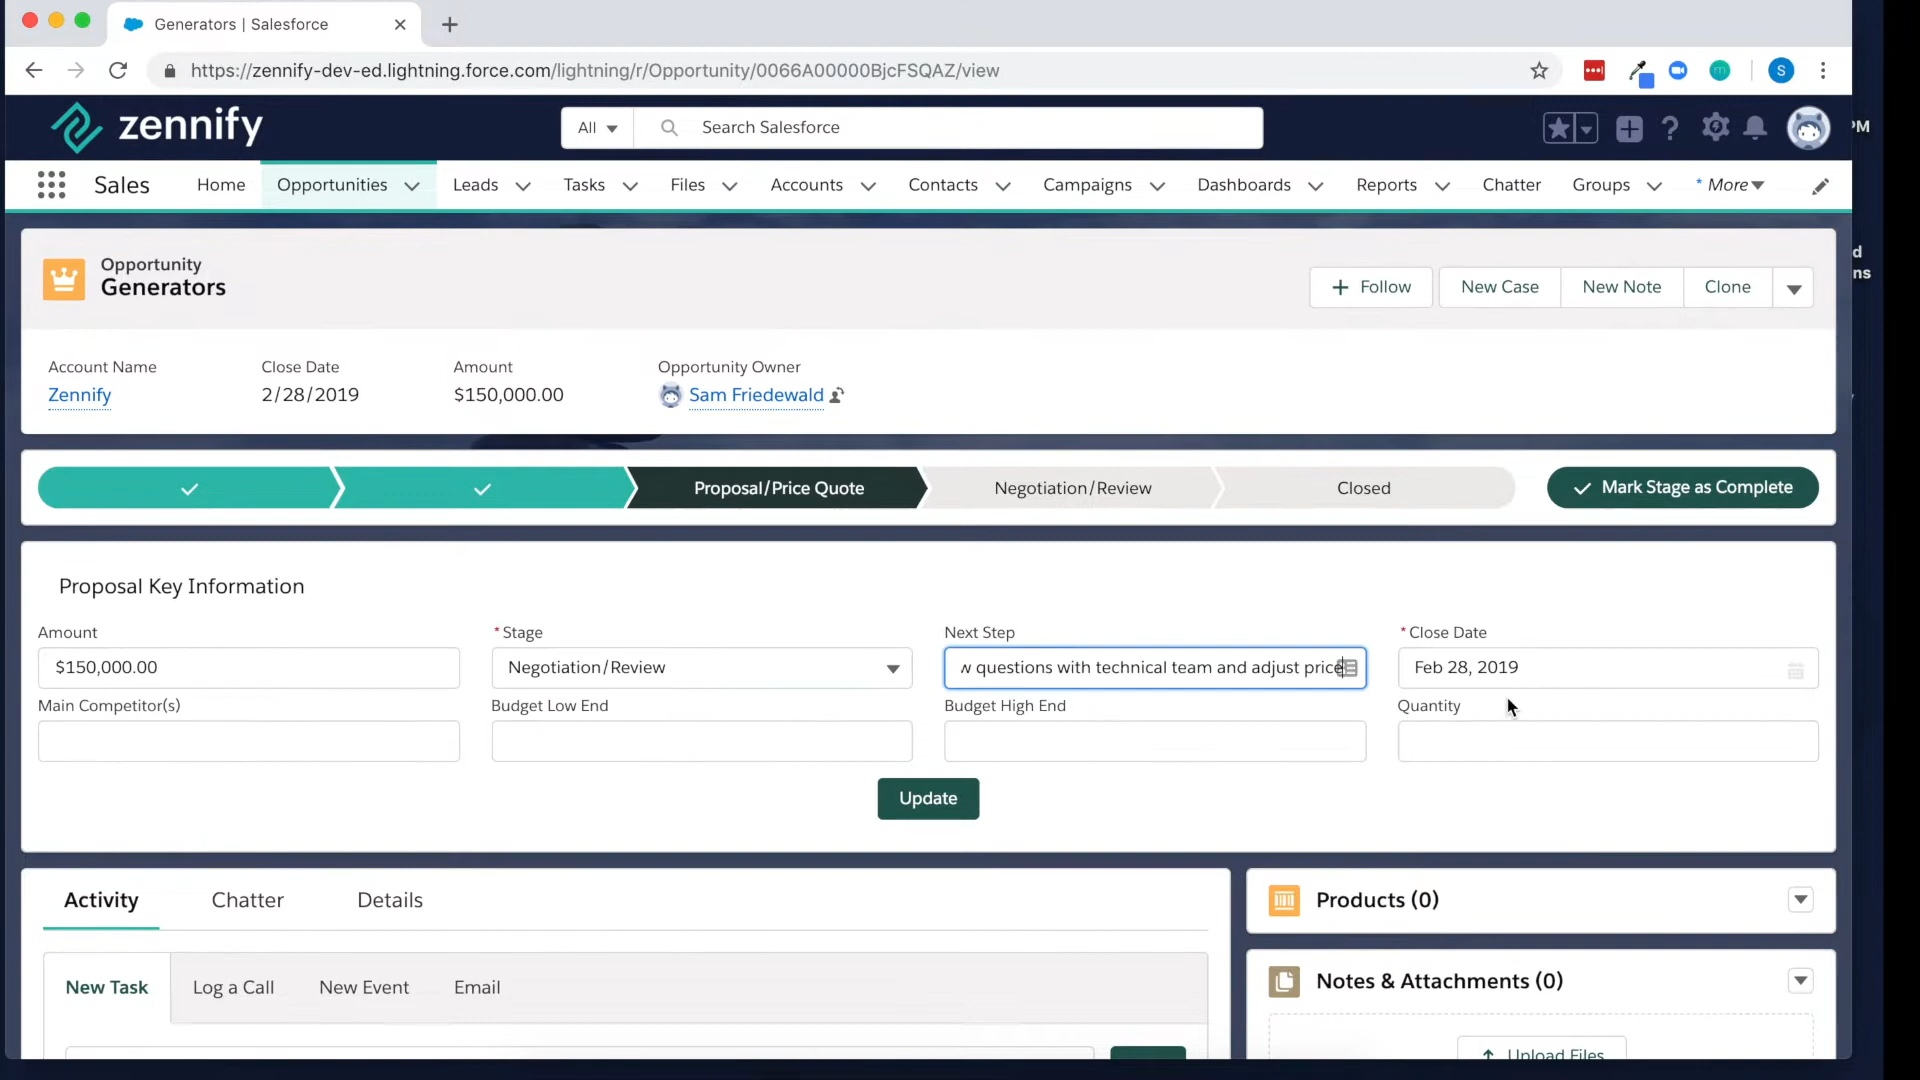 Generators | Salesforce
https://zennify-dev-ed.lightning.force.com/lightning/r/Opportunity/0066A00000BjcFSQAZ/view
S
zennify
All
Search Salesforce
PM
Sales
Home
Opportunities
Leads
Tasks
Files
Accounts
Contacts
Campaigns
Dashboards
Reports
Chatter
Groups
* More
Opportunity
Generators
+ Follow
New Case
New Note
Clone
d
ns
Account Name
Close Date
Amount
Opportunity Owner
Zennify
2/28/2019
$150,000.00
Sam Friedewald
Proposal/Price Quote
Negotiation/Review
Closed
Mark Stage as Complete
Proposal Key Information
Amount
* Stage
Next Step
* Close Date
$150,000.00
Negotiation/Review
w questions with technical team and adjust price
Feb 28, 2019
Main Competitor(s)
Budget Low End
Budget High End
Quantity
Update
Activity
Chatter
Details
Products (0)
New Task
Log a Call
New Event
Email
Notes & Attachments (0)
Upload Files